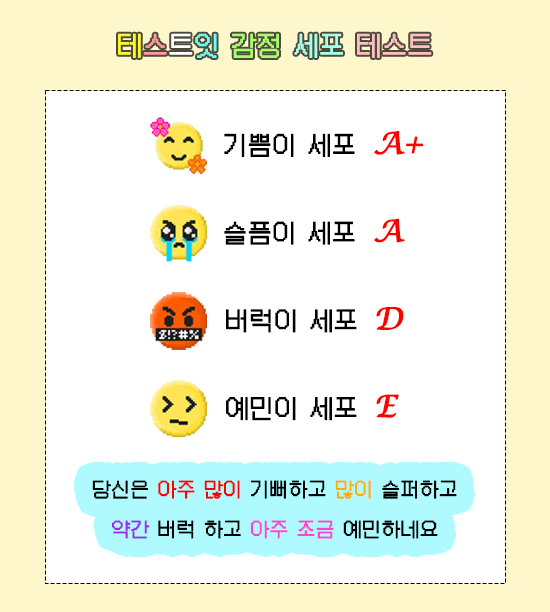 테스트잇 감정 세포 테스트
기쁨이 세포 A+
슬픔이 세포 A
버럭이 세포 D
$!?#%
예민이 세포 E
당신은 아주 많이 기뻐하고 많이 슬퍼하고
약간 버럭 하고 아주 조금 예민하네요